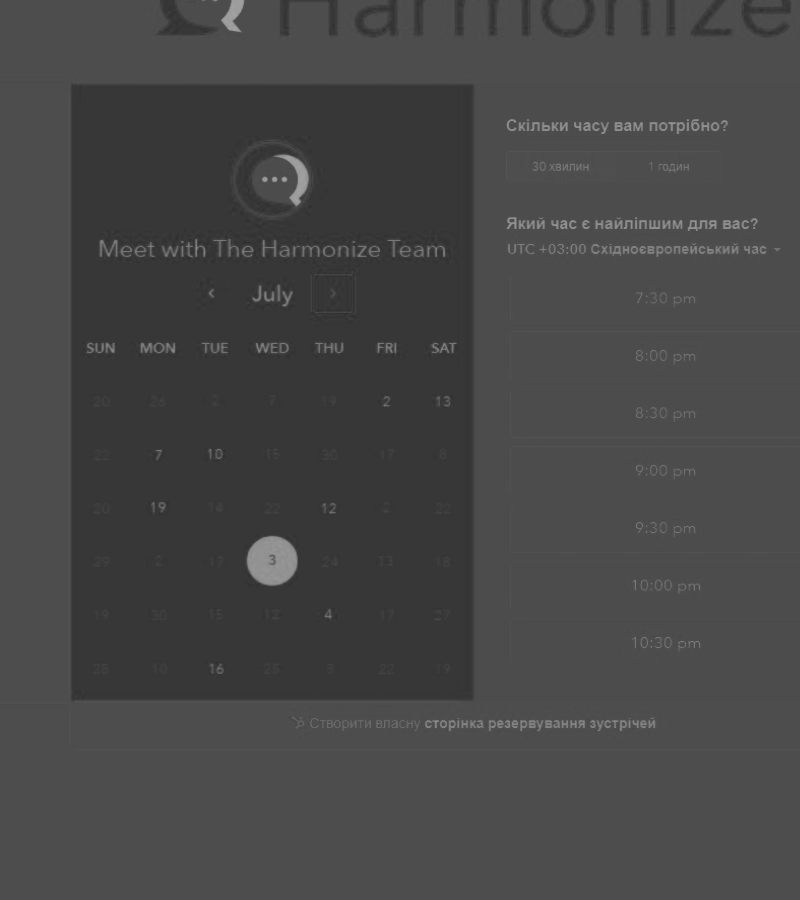 Harmonize
Meet with The Harmonize Team
July
SUN MON TUE WED THU FRI SAT
20 26 2 7 19 2 13
22 7 10 15 30 17 8
20 19 14 22 12 2 22
29 2 17 3 24 13 18
19 30 15 12 4 17 27
28 10 16 25 3 22 19
Скільки часу вам потрібно?
30 хвилин 1 годин
Який час є найліпшим для вас?
UTC +03:00 Східноєвропейський час
7:30 pm
8:00 pm
8:30 pm
9:00 pm
9:30 pm
10:00 pm
10:30 pm
Створити власну сторінка резервування зустрічей